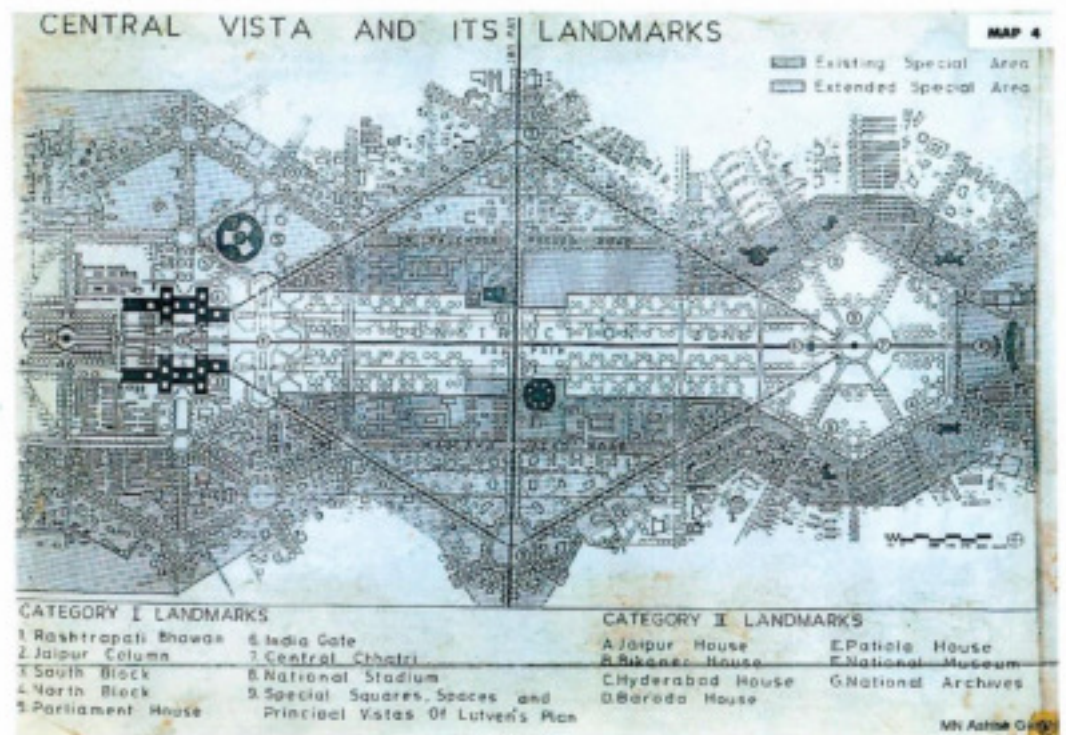 CENTRAL VISTA AND ITS LANDMARKS
MAP 4
Existing Special Area
Extended Special Area
CATEGORY I LANDMARKS
1. Rashtrapati Bhawan
2. Jaipur Column
3. South Block
4. North Block
5. Parliament House
6. India Gate
7. Central Chhatri
8. National Stadium
9. Special Squares, Spaces and
Principal Vistas Of Lutyen's Plan
CATEGORY II LANDMARKS
A. Jaipur House
B. Bikaner House
C. Hyderabad House
D. Baroda House
E. Patiala House
F. National Museum
G. National Archives